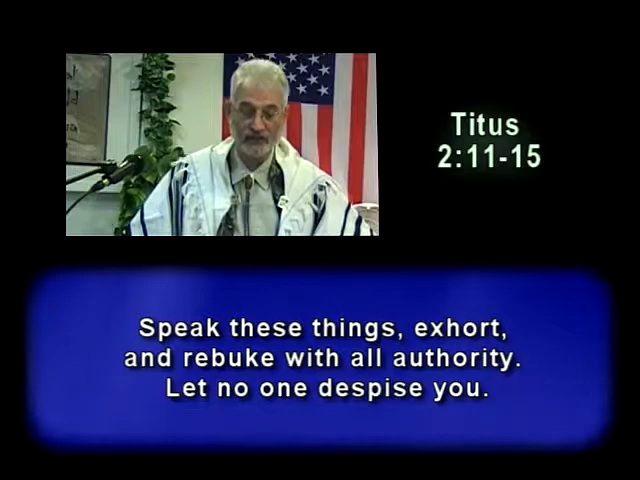 Titus
2:11-15
Speak these things, exhort,
and rebuke with all authority.
Let no one despise you.